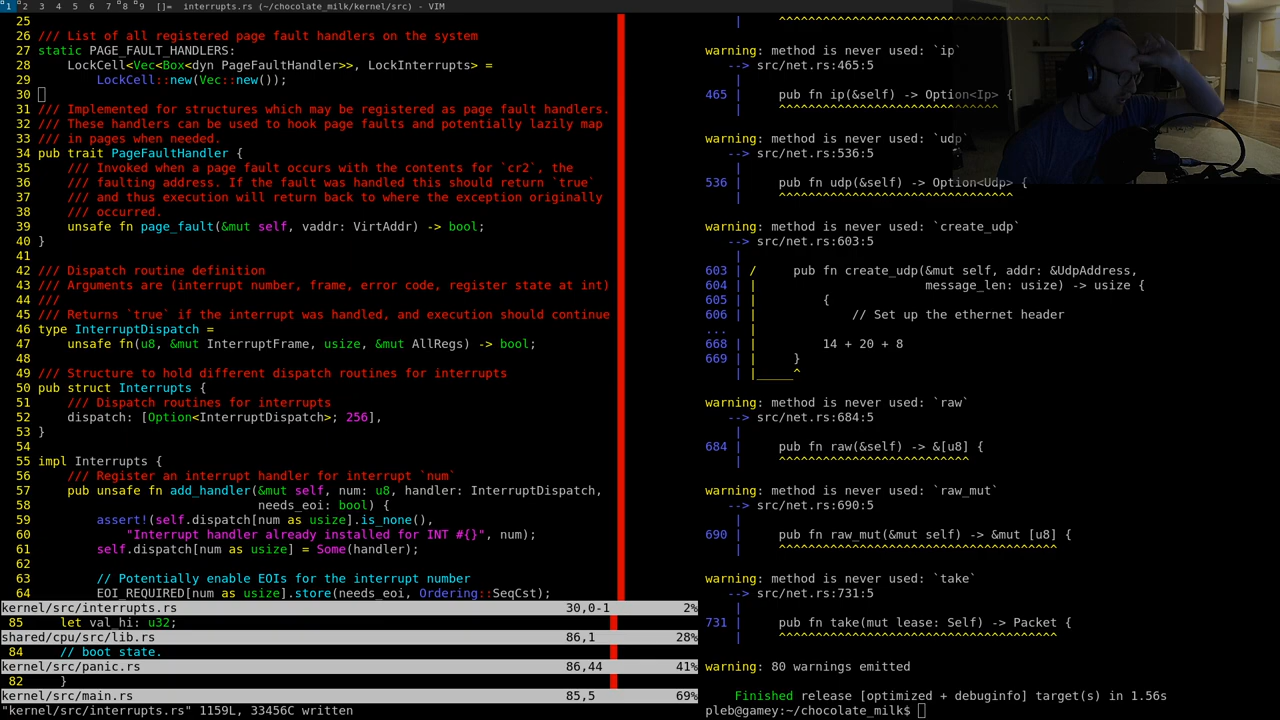 1 2 3 4 5 6 7 8 9 []= interrupts.rs (~/chocolate_milk/kernel/src) - VIM
25
26 /// List of all registered page fault handlers on the system
27 static PAGE_FAULT_HANDLERS:
28     LockCell<Vec<Box<dyn PageFaultHandler>>, LockInterrupts> =
29         LockCell::new(Vec::new());
30
31 /// Implemented for structures which may be registered as page fault handlers.
32 /// These handlers can be used to hook page faults and potentially lazily map
33 /// in pages when needed.
34 pub trait PageFaultHandler {
35     /// Invoked when a page fault occurs with the contents for `cr2`, the
36     /// faulting address. If the fault was handled this should return `true`
37     /// and thus execution will return back to where the exception originally
38     /// occurred.
39     unsafe fn page_fault(&mut self, vaddr: VirtAddr) -> bool;
40 }
41
42 /// Dispatch routine definition
43 /// Arguments are (interrupt number, frame, error code, register state at int)
44 ///
45 /// Returns `true` if the interrupt was handled, and execution should continue
46 type InterruptDispatch =
47     unsafe fn(u8, &mut InterruptFrame, usize, &mut AllRegs) -> bool;
48
49 /// Structure to hold different dispatch routines for interrupts
50 pub struct Interrupts {
51     /// Dispatch routines for interrupts
52     dispatch: [Option<InterruptDispatch>; 256],
53 }
54
55 impl Interrupts {
56     /// Register an interrupt handler for interrupt `num`
57     pub unsafe fn add_handler(&mut self, num: u8, handler: InterruptDispatch,
58                               needs_eoi: bool) {
59         assert!(self.dispatch[num as usize].is_none(),
60             "Interrupt handler already installed for INT #{}", num);
61         self.dispatch[num as usize] = Some(handler);
62
63         // Potentially enable EOIs for the interrupt number
64         EOI_REQUIRED[num as usize].store(needs_eoi, Ordering::SeqCst);
kernel/src/interrupts.rs 30,0-1 2%
85     let val_hi: u32;
shared/cpu/src/lib.rs 86,1 28%
84     // boot state.
kernel/src/panic.rs 86,44 41%
82     }
kernel/src/main.rs 85,5 69%
"kernel/src/interrupts.rs" 1159L, 33456C written
| ^^^^^^^^^^^^^^^^^^^^^^^^^^^^^^^^^^^^^
warning: method is never used: `ip`
--> src/net.rs:465:5
|
465 |     pub fn ip(&self) -> Option<Ip> {
|     ^^^^^^^^^^^^^^^^^^^^^^^^^^^^^^
warning: method is never used: `udp`
--> src/net.rs:536:5
|
536 |     pub fn udp(&self) -> Option<Udp> {
|     ^^^^^^^^^^^^^^^^^^^^^^^^^^^^^^^^
warning: method is never used: `create_udp`
--> src/net.rs:603:5
|
603 | /     pub fn create_udp(&mut self, addr: &UdpAddress,
604 | |                       message_len: usize) -> usize {
605 | |         {
606 | |             // Set up the ethernet header
... |
668 | |         14 + 20 + 8
669 | |     }
| |_____^
warning: method is never used: `raw`
--> src/net.rs:684:5
|
684 |     pub fn raw(&self) -> &[u8] {
|     ^^^^^^^^^^^^^^^^^^^^^^^^^^
warning: method is never used: `raw_mut`
--> src/net.rs:690:5
|
690 |     pub fn raw_mut(&mut self) -> &mut [u8] {
|     ^^^^^^^^^^^^^^^^^^^^^^^^^^^^^^^^^^^^^^
warning: method is never used: `take`
--> src/net.rs:731:5
|
731 |     pub fn take(mut lease: Self) -> Packet {
|     ^^^^^^^^^^^^^^^^^^^^^^^^^^^^^^^^^^^^^^
warning: 80 warnings emitted
Finished release [optimized + debuginfo] target(s) in 1.56s
pleb@gamey:~/chocolate_milk$